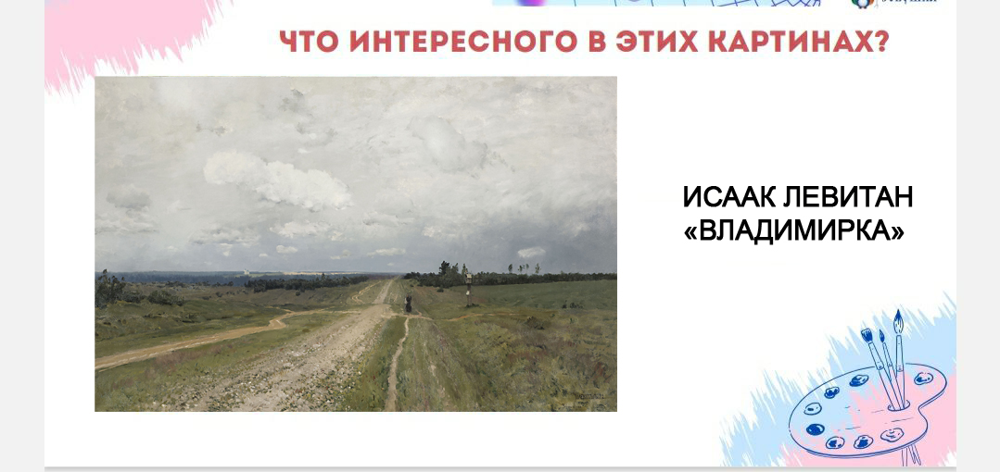 ЧТО ИНТЕРЕСНОГО В ЭТИХ КАРТИНАХ?
ИСААК ЛЕВИТАН
«ВЛАДИМИРКА»